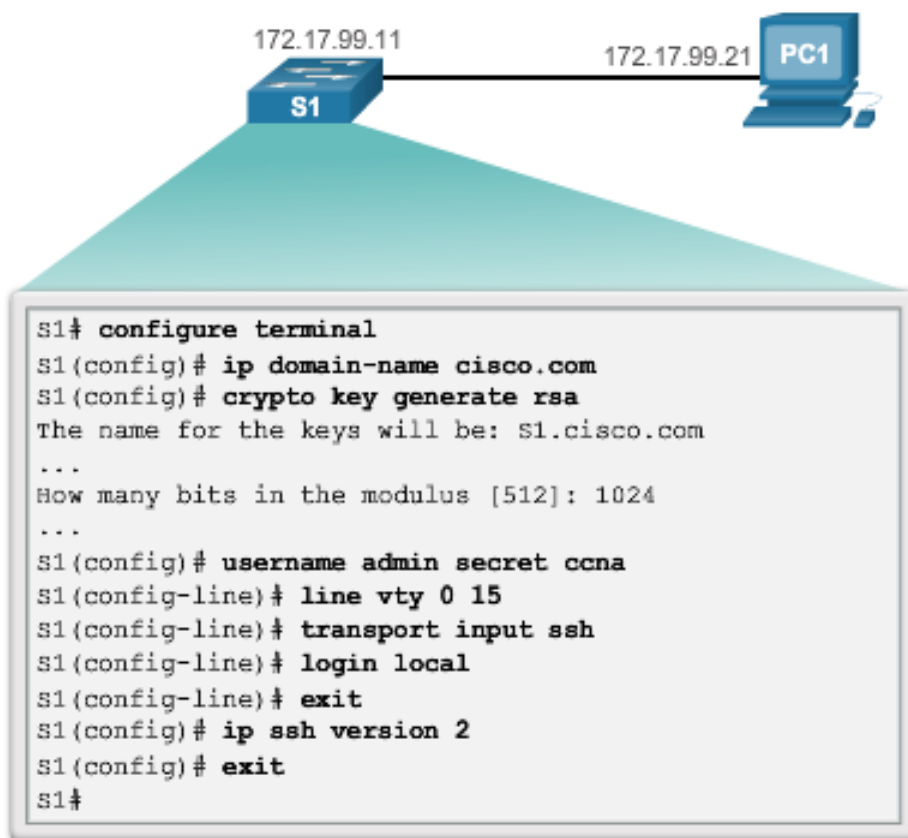 172.17.99.11
172.17.99.21
PC1
S1
S1# configure terminal
S1(config)# ip domain-name cisco.com
S1(config)# crypto key generate rsa
The name for the keys will be: S1.cisco.com
...
How many bits in the modulus [512]: 1024
...
S1(config)# username admin secret ccna
S1(config-line)# line vty 0 15
S1(config-line)# transport input ssh
S1(config-line)# login local
S1(config-line)# exit
S1(config)# ip ssh version 2
S1(config)# exit
S1#